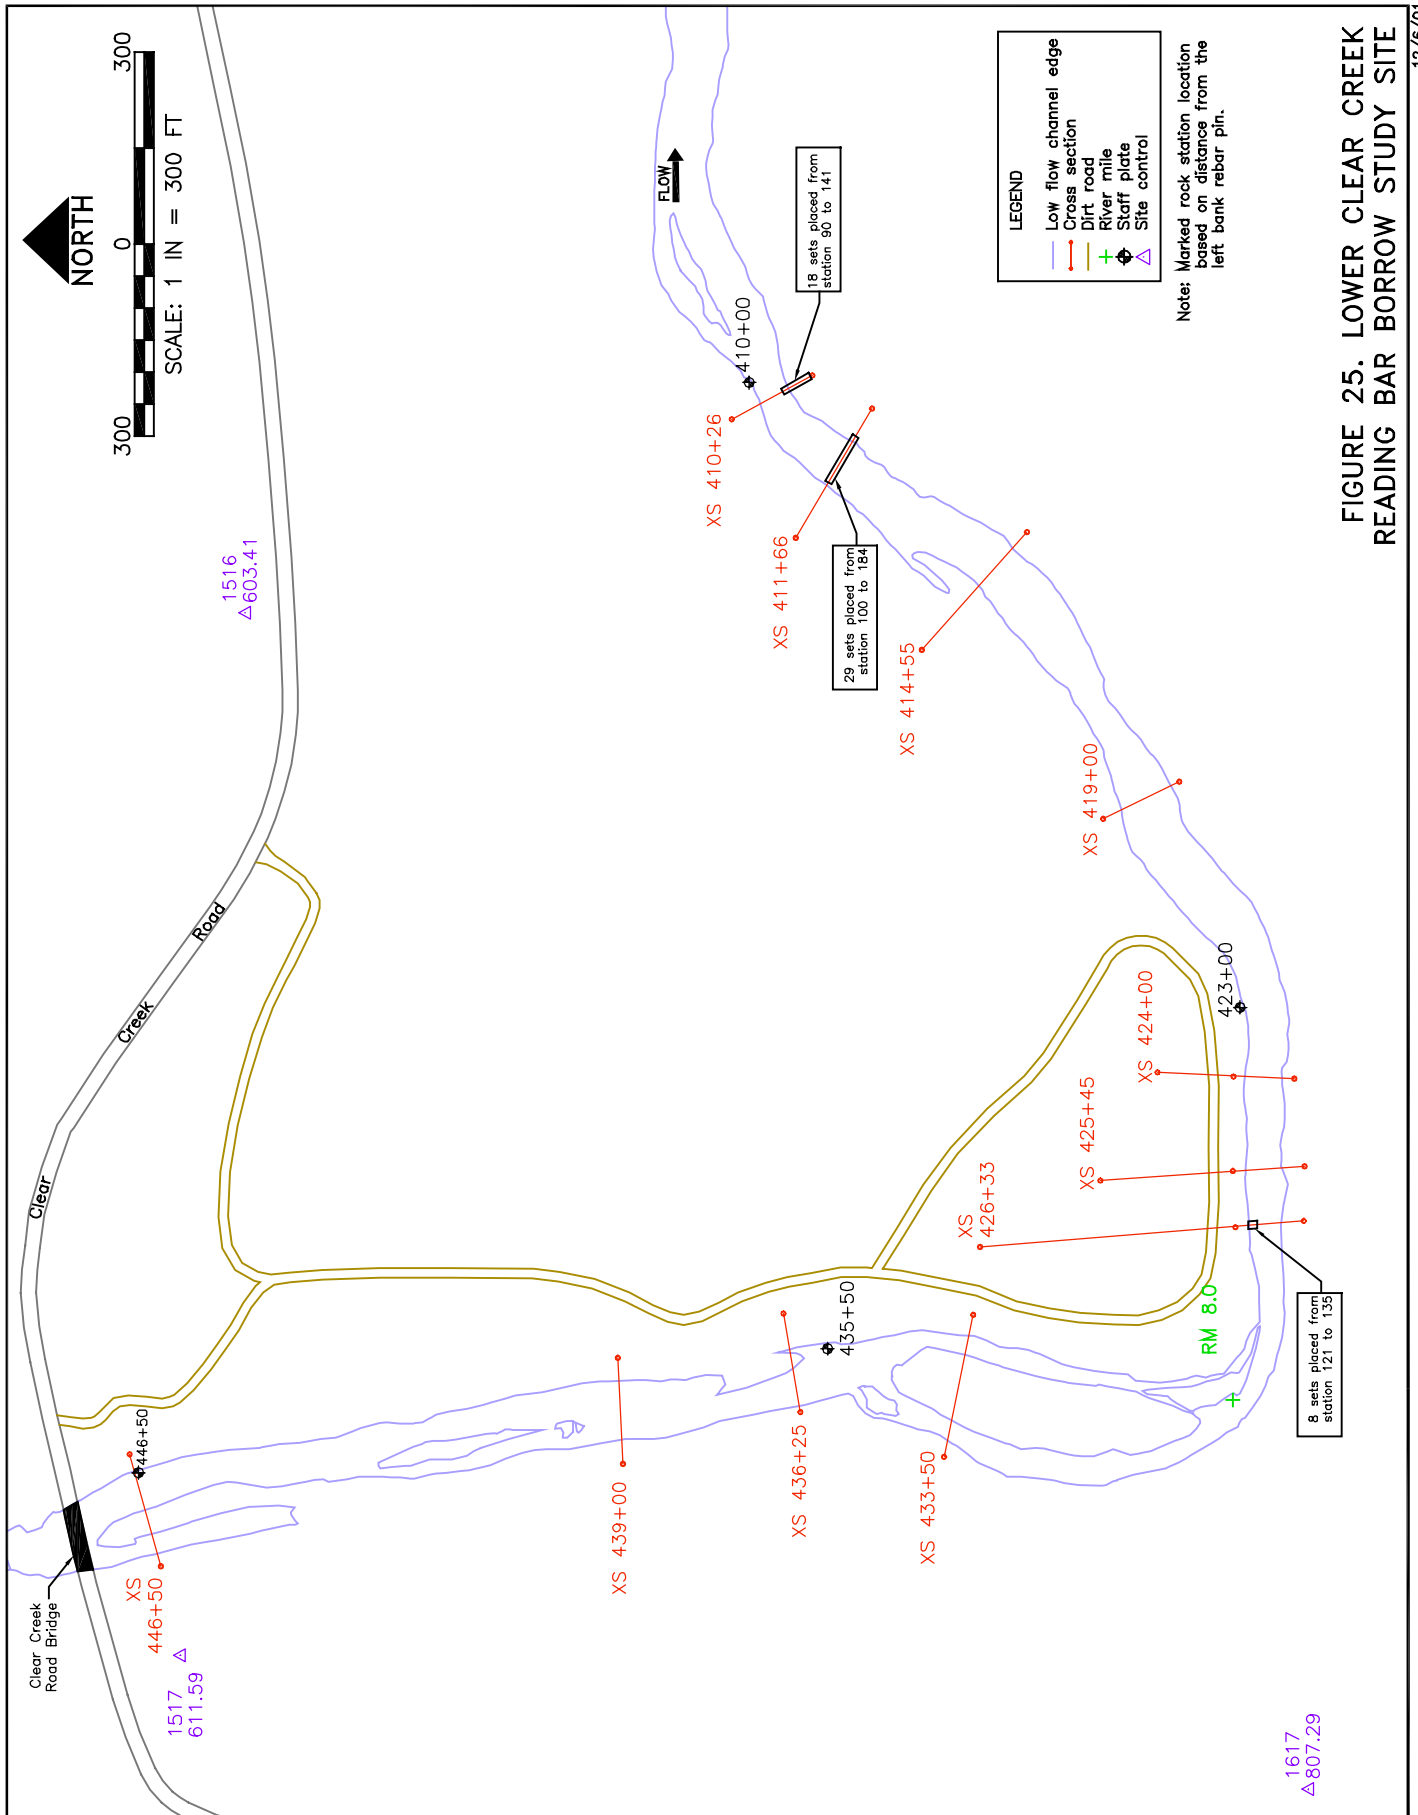 Clear Creek
Road Bridge
XS
446+50
1517
611.59
446+50
Clear
Creek
Road
NORTH
300
0
300
SCALE: 1 IN = 300 FT
1516
603.41
XS 439+00
XS 436+25
435+50
XS 433+50
RM 8.0
XS
426+33
XS 425+45
XS 424+00
423+00
8 sets placed from
station 121 to 135
1617
807.29
XS 419+00
XS 414+55
XS 411+66
29 sets placed from
station 100 to 184
XS 410+26
410+00
18 sets placed from
station 90 to 141
FLOW
LEGEND
Low flow channel edge
Cross section
Dirt road
River mile
Staff plate
Site control
Note: Marked rock station location
based on distance from the
left bank rebar pin.
FIGURE 25. LOWER CLEAR CREEK
READING BAR BORROW STUDY SITE